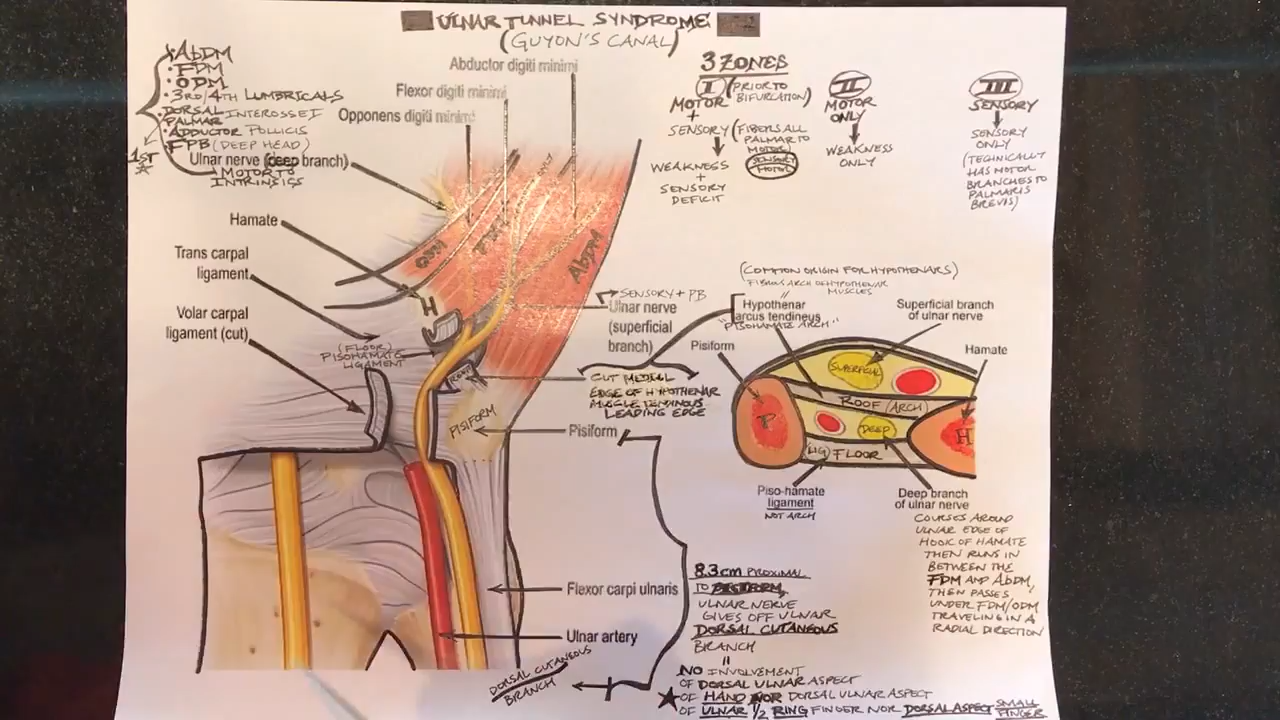 ULNAR TUNNEL SYNDROME
(GUYON'S CANAL)
AbDM
• FDM
• ODM
• 3RD/4TH LUMBRICALS
DORSAL INTEROSSEI
PALMAR
• ADDUCTOR POLLICIS
FPB (DEEP HEAD)
1ST
Ulnar nerve (deep branch)
MOTOR TO
INTRINSICS
Abductor digiti minimi
Flexor digiti minimi
Opponens digiti minimi
Hamate
Trans carpal
ligament
Volar carpal
ligament (cut)
(FLOOR)
PISOHAMATE
LIGAMENT
ODM
FDM
AbDM
ONLY
H
PISIFORM
3 ZONES
I (PRIOR TO
BIFURCATION)
MOTOR
+
SENSORY (FIBERS ALL
PALMAR TO
MOTOR)
SENSORY
MOTOR
WEAKNESS
+
SENSORY
DEFICIT
II
MOTOR
ONLY
WEAKNESS
ONLY
III
SENSORY
SENSORY
ONLY
(TECHNICALLY
HAS MOTOR
BRANCHES TO
PALMARIS
BREVIS)
SENSORY + PB
Ulnar nerve
(superficial
branch)
CUT MEDIAL
EDGE OF HYPOTHENAR
MUSCLE TENDINOUS
LEADING EDGE
Pisiform
Flexor carpi ulnaris
Ulnar artery
DORSAL CUTANEOUS
BRANCH
(COMMON ORIGIN FOR HYPOTHENARS)
FIBROUS ARCH OF HYPOTHENAR
MUSCLES
"
Hypothenar
arcus tendineus
"PISOHAMATE ARCH"
Superficial branch
of ulnar nerve
Pisiform
Hamate
SUPERFICIAL
ROOF (ARCH)
P
DEEP
H
(LIG) FLOOR
Piso-hamate
ligament
NOT ARCH
Deep branch
of ulnar nerve
COURSES AROUND
ULNAR EDGE OF
HOOK OF HAMATE
THEN RUNS IN
BETWEEN THE
FDM AND AbDM,
THEN PASSES
UNDER FDM/ODM
TRAVELING IN A
RADIAL DIRECTION
8.3cm PROXIMAL
TO PISIFORM,
ULNAR NERVE
GIVES OFF ULNAR
DORSAL CUTANEOUS
BRANCH
"
NO INVOLVEMENT
OF DORSAL ULNAR ASPECT
OF HAND NOR DORSAL ULNAR ASPECT
OF ULNAR 1/2 RING FINGER NOR DORSAL ASPECT SMALL
FINGER